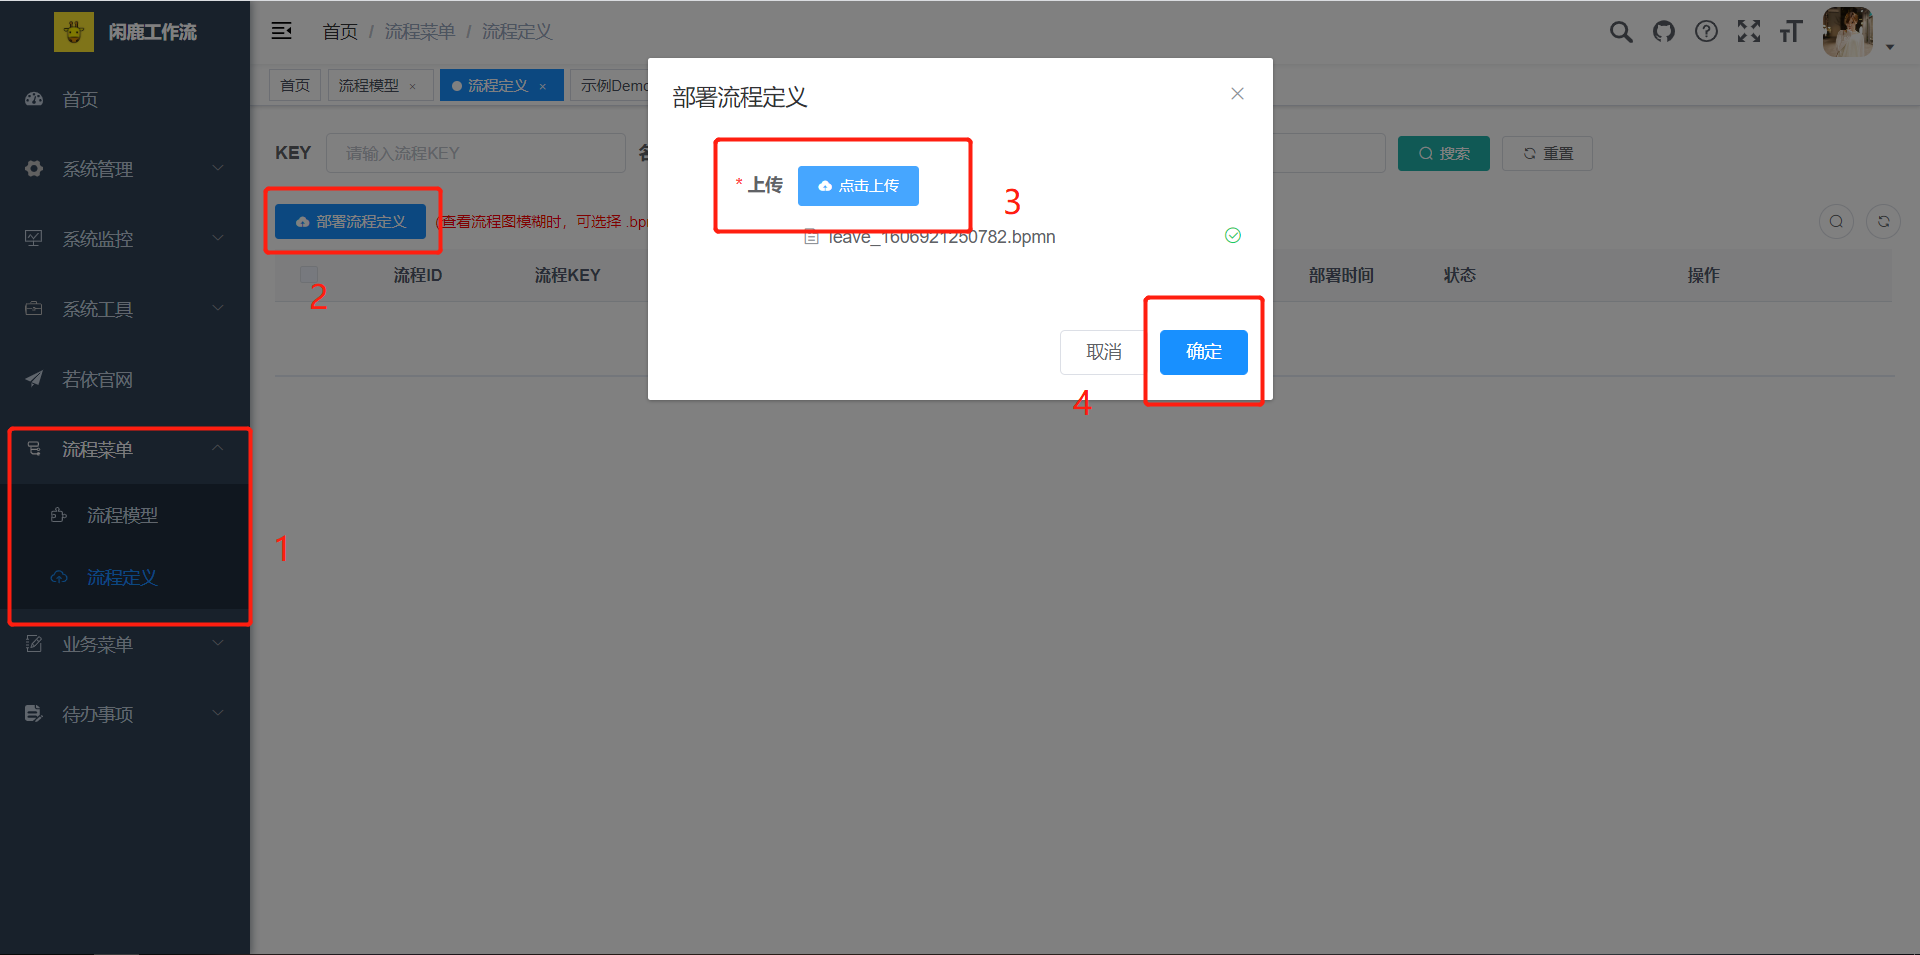 闲鹿工作流
首页 / 流程菜单 / 流程定义
首页
流程模型 ×
流程定义 ×
示例Demo
首页
系统管理
系统监控
系统工具
若依官网
流程菜单
流程模型
流程定义
业务菜单
待办事项
1
KEY 请输入流程KEY
搜索
重置
部署流程定义
(查看流程图模糊时，可选择 .bp
2
流程ID 流程KEY 部署时间 状态 操作
部署流程定义
* 上传 点击上传
3
leave_1606921250782.bpmn
取消 确定
4